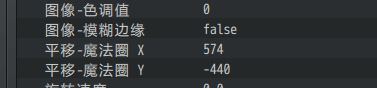 图像-色调值 0
图像-模糊边缘 false
平移-魔法圈 X 574
平移-魔法圈 Y -440